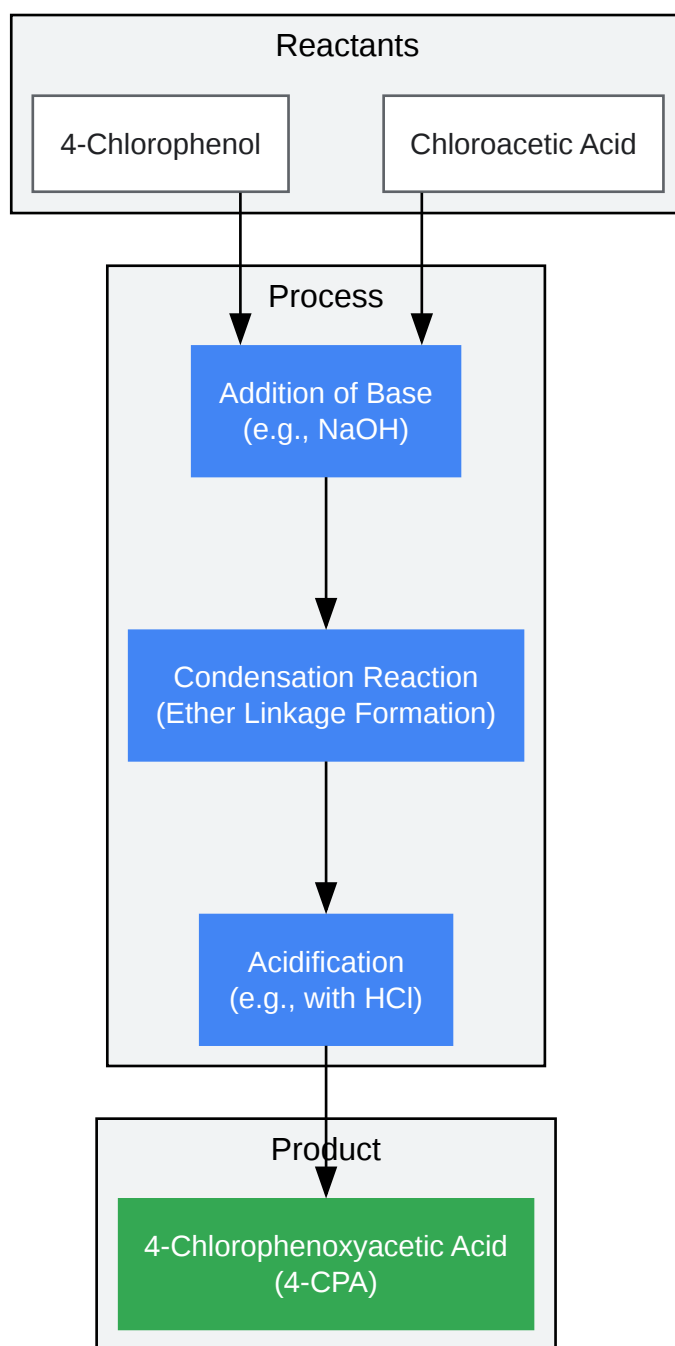 Reactants
4-Chlorophenol
Chloroacetic Acid
Process
Addition of Base
(e.g., NaOH)
Condensation Reaction
(Ether Linkage Formation)
Acidification
(e.g., with HCl)
Product
4-Chlorophenoxyacetic Acid
(4-CPA)